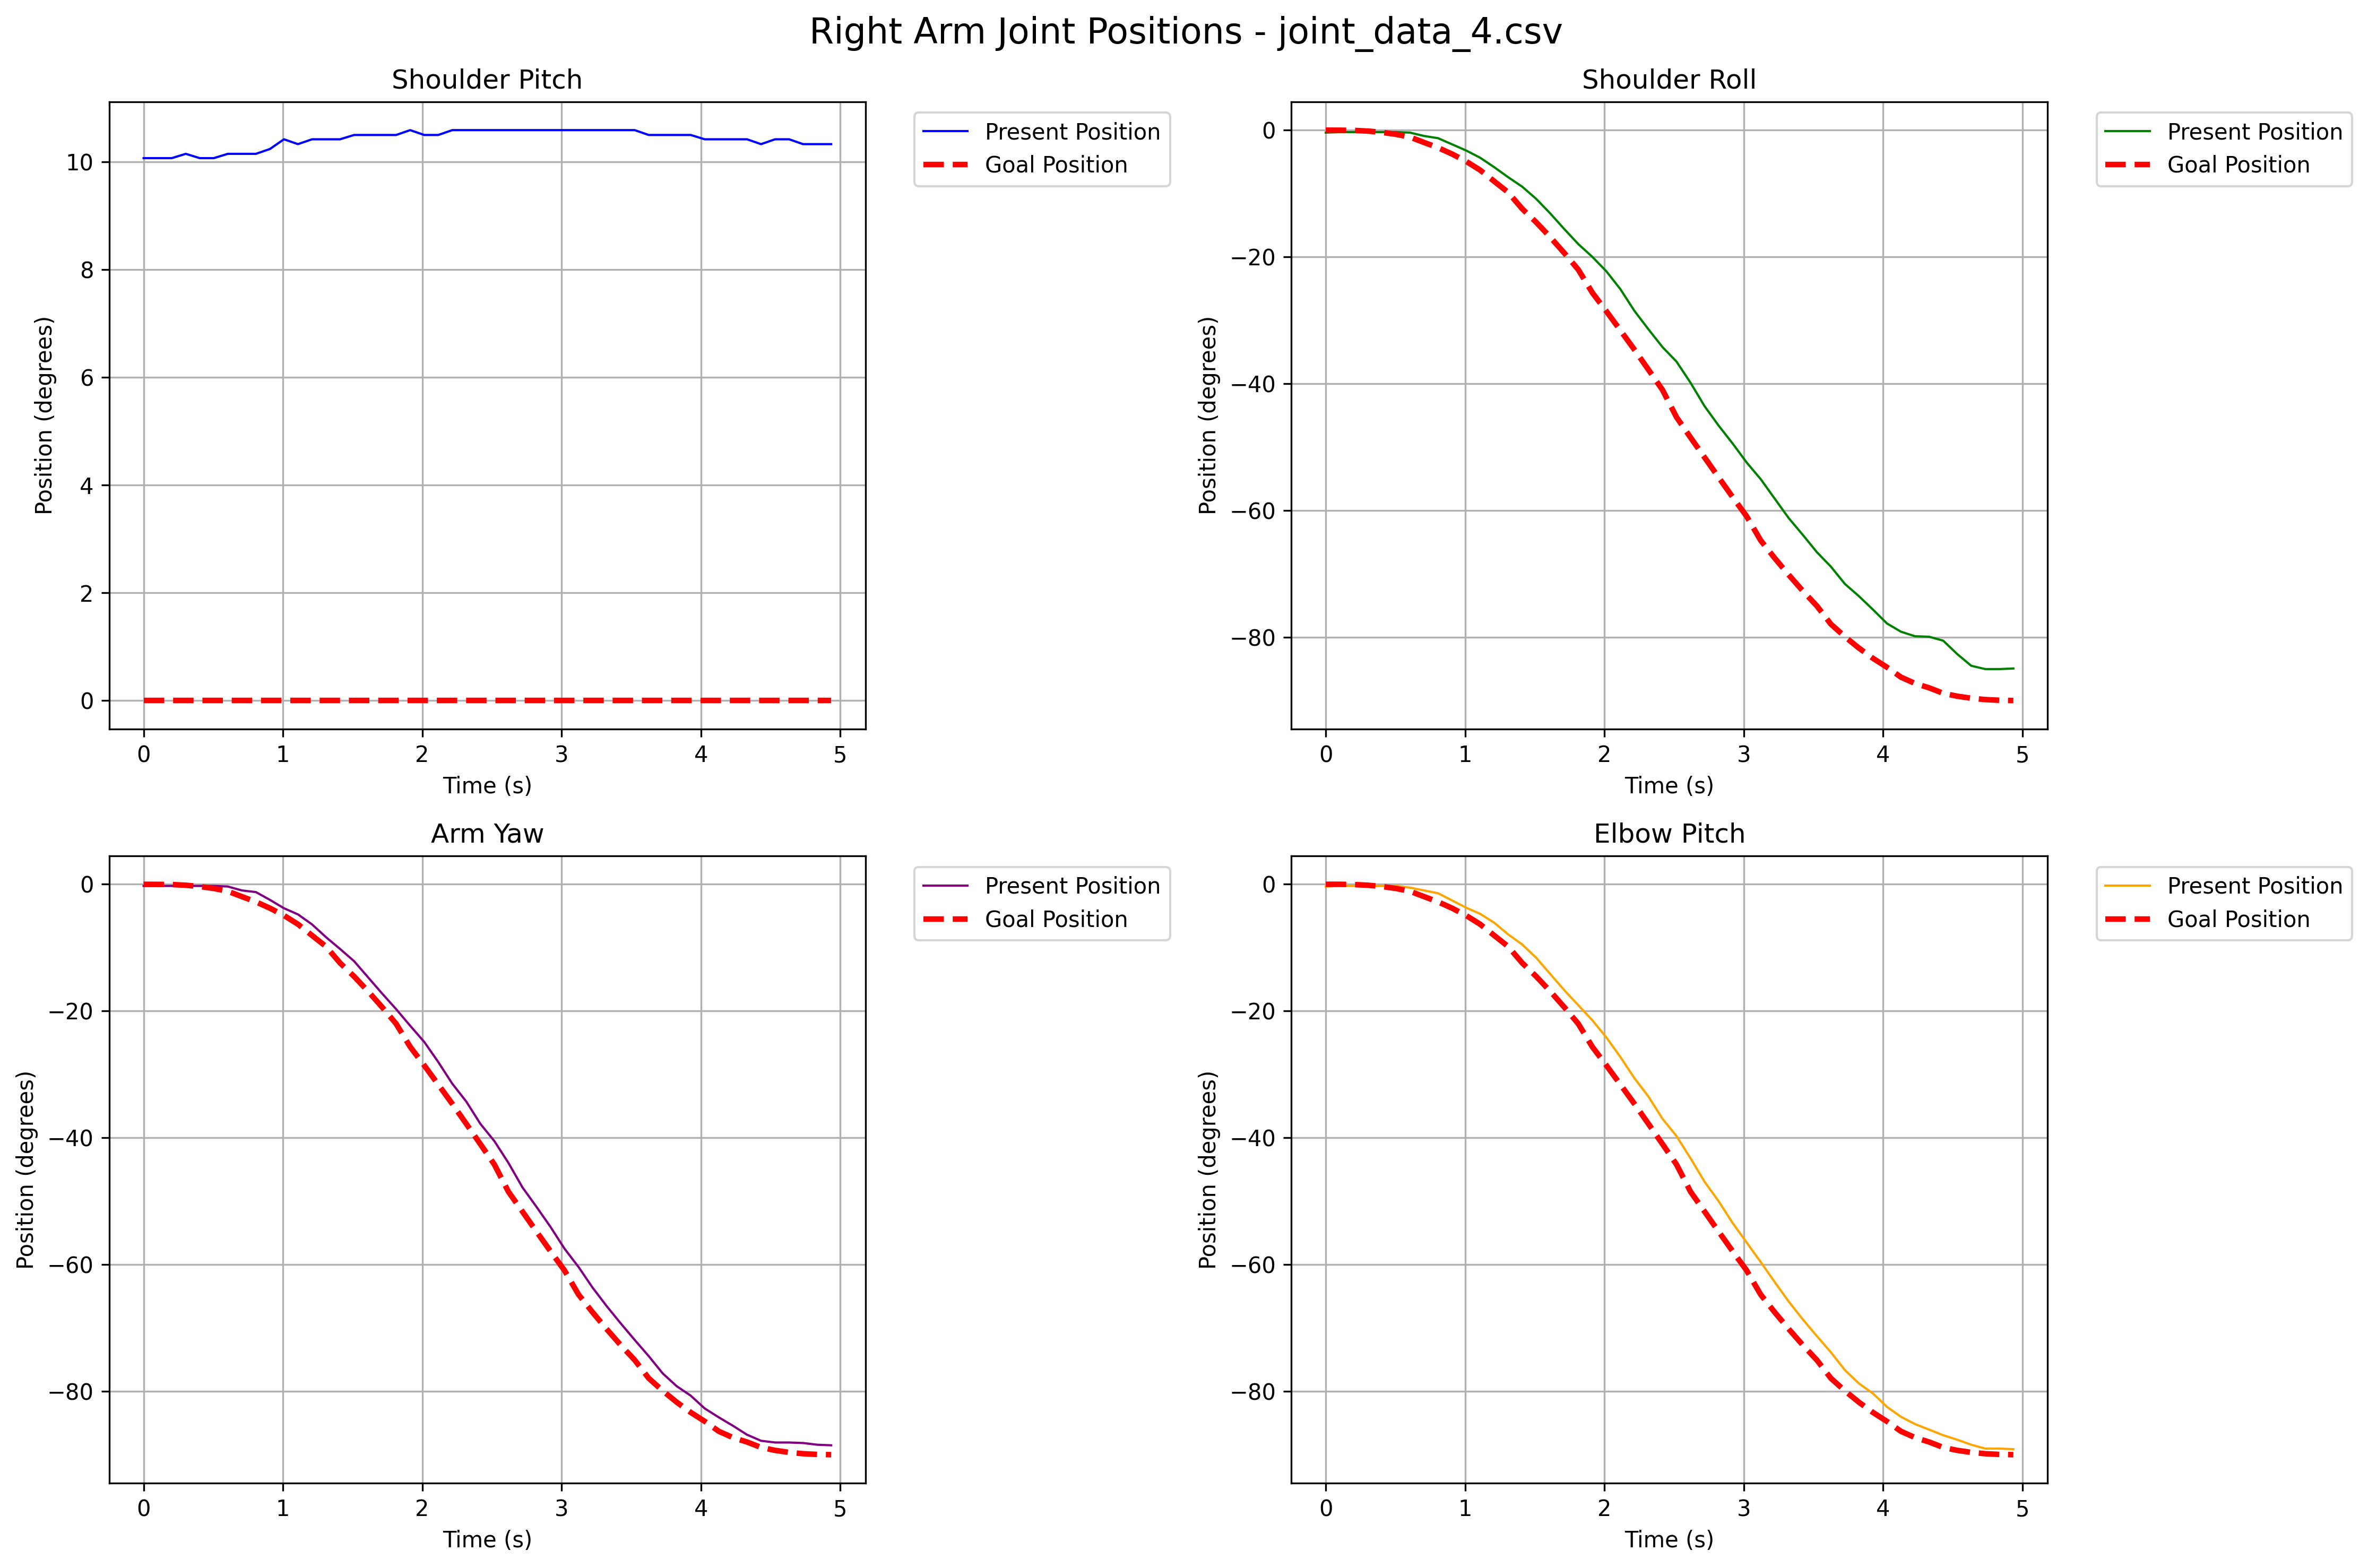 Right Arm Joint Positions - joint_data_4.csv
Shoulder Pitch
Position (degrees)
10
8
6
4
2
0
0 1 2 3 4 5
Time (s)
Present Position
Goal Position
Shoulder Roll
Position (degrees)
0
−20
−40
−60
−80
0 1 2 3 4 5
Time (s)
Present Position
Goal Position
Arm Yaw
Position (degrees)
0
−20
−40
−60
−80
0 1 2 3 4 5
Time (s)
Present Position
Goal Position
Elbow Pitch
Position (degrees)
0
−20
−40
−60
−80
0 1 2 3 4 5
Time (s)
Present Position
Goal Position